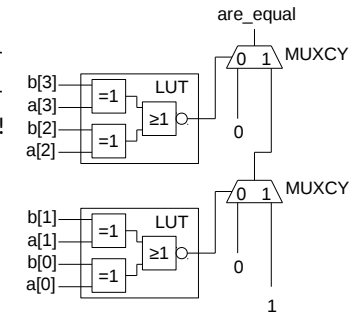 are_equal
0 1 MUXCY
b[3] LUT
a[3] =1
≥1
b[2]
a[2] =1
0
!
0 1 MUXCY
b[1] LUT
a[1] =1
≥1
b[0]
a[0] =1
0
1